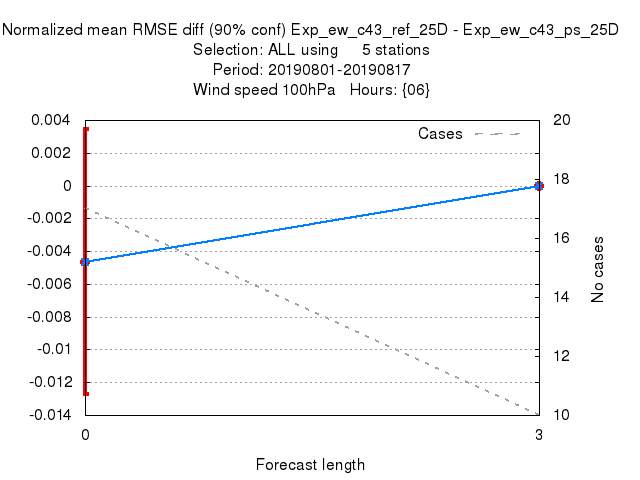 Normalized mean RMSE diff (90% conf) Exp_ew_c43_ref_25D - Exp_ew_c43_ps_25D
Selection: ALL using 5 stations
Period: 20190801-20190817
Wind speed 100hPa Hours: {06}
Cases
0.004
0.002
0
-0.002
-0.004
-0.006
-0.008
-0.01
-0.012
-0.014
20
18
16
14
12
10
No cases
0 3
Forecast length